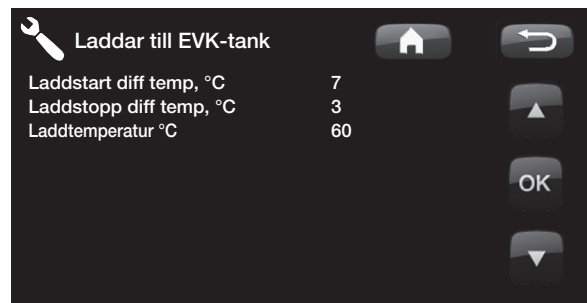 Laddar till EVK-tank
Laddstart diff temp, °C 7
Laddstopp diff temp, °C 3
Laddtemperatur °C 60
OK